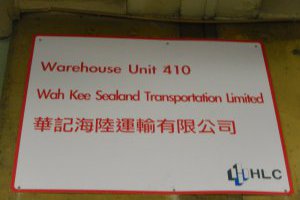 Warehouse Unit 410
Wah Kee Sealand Transportation Limited
華記海陸運輸有限公司
HLC